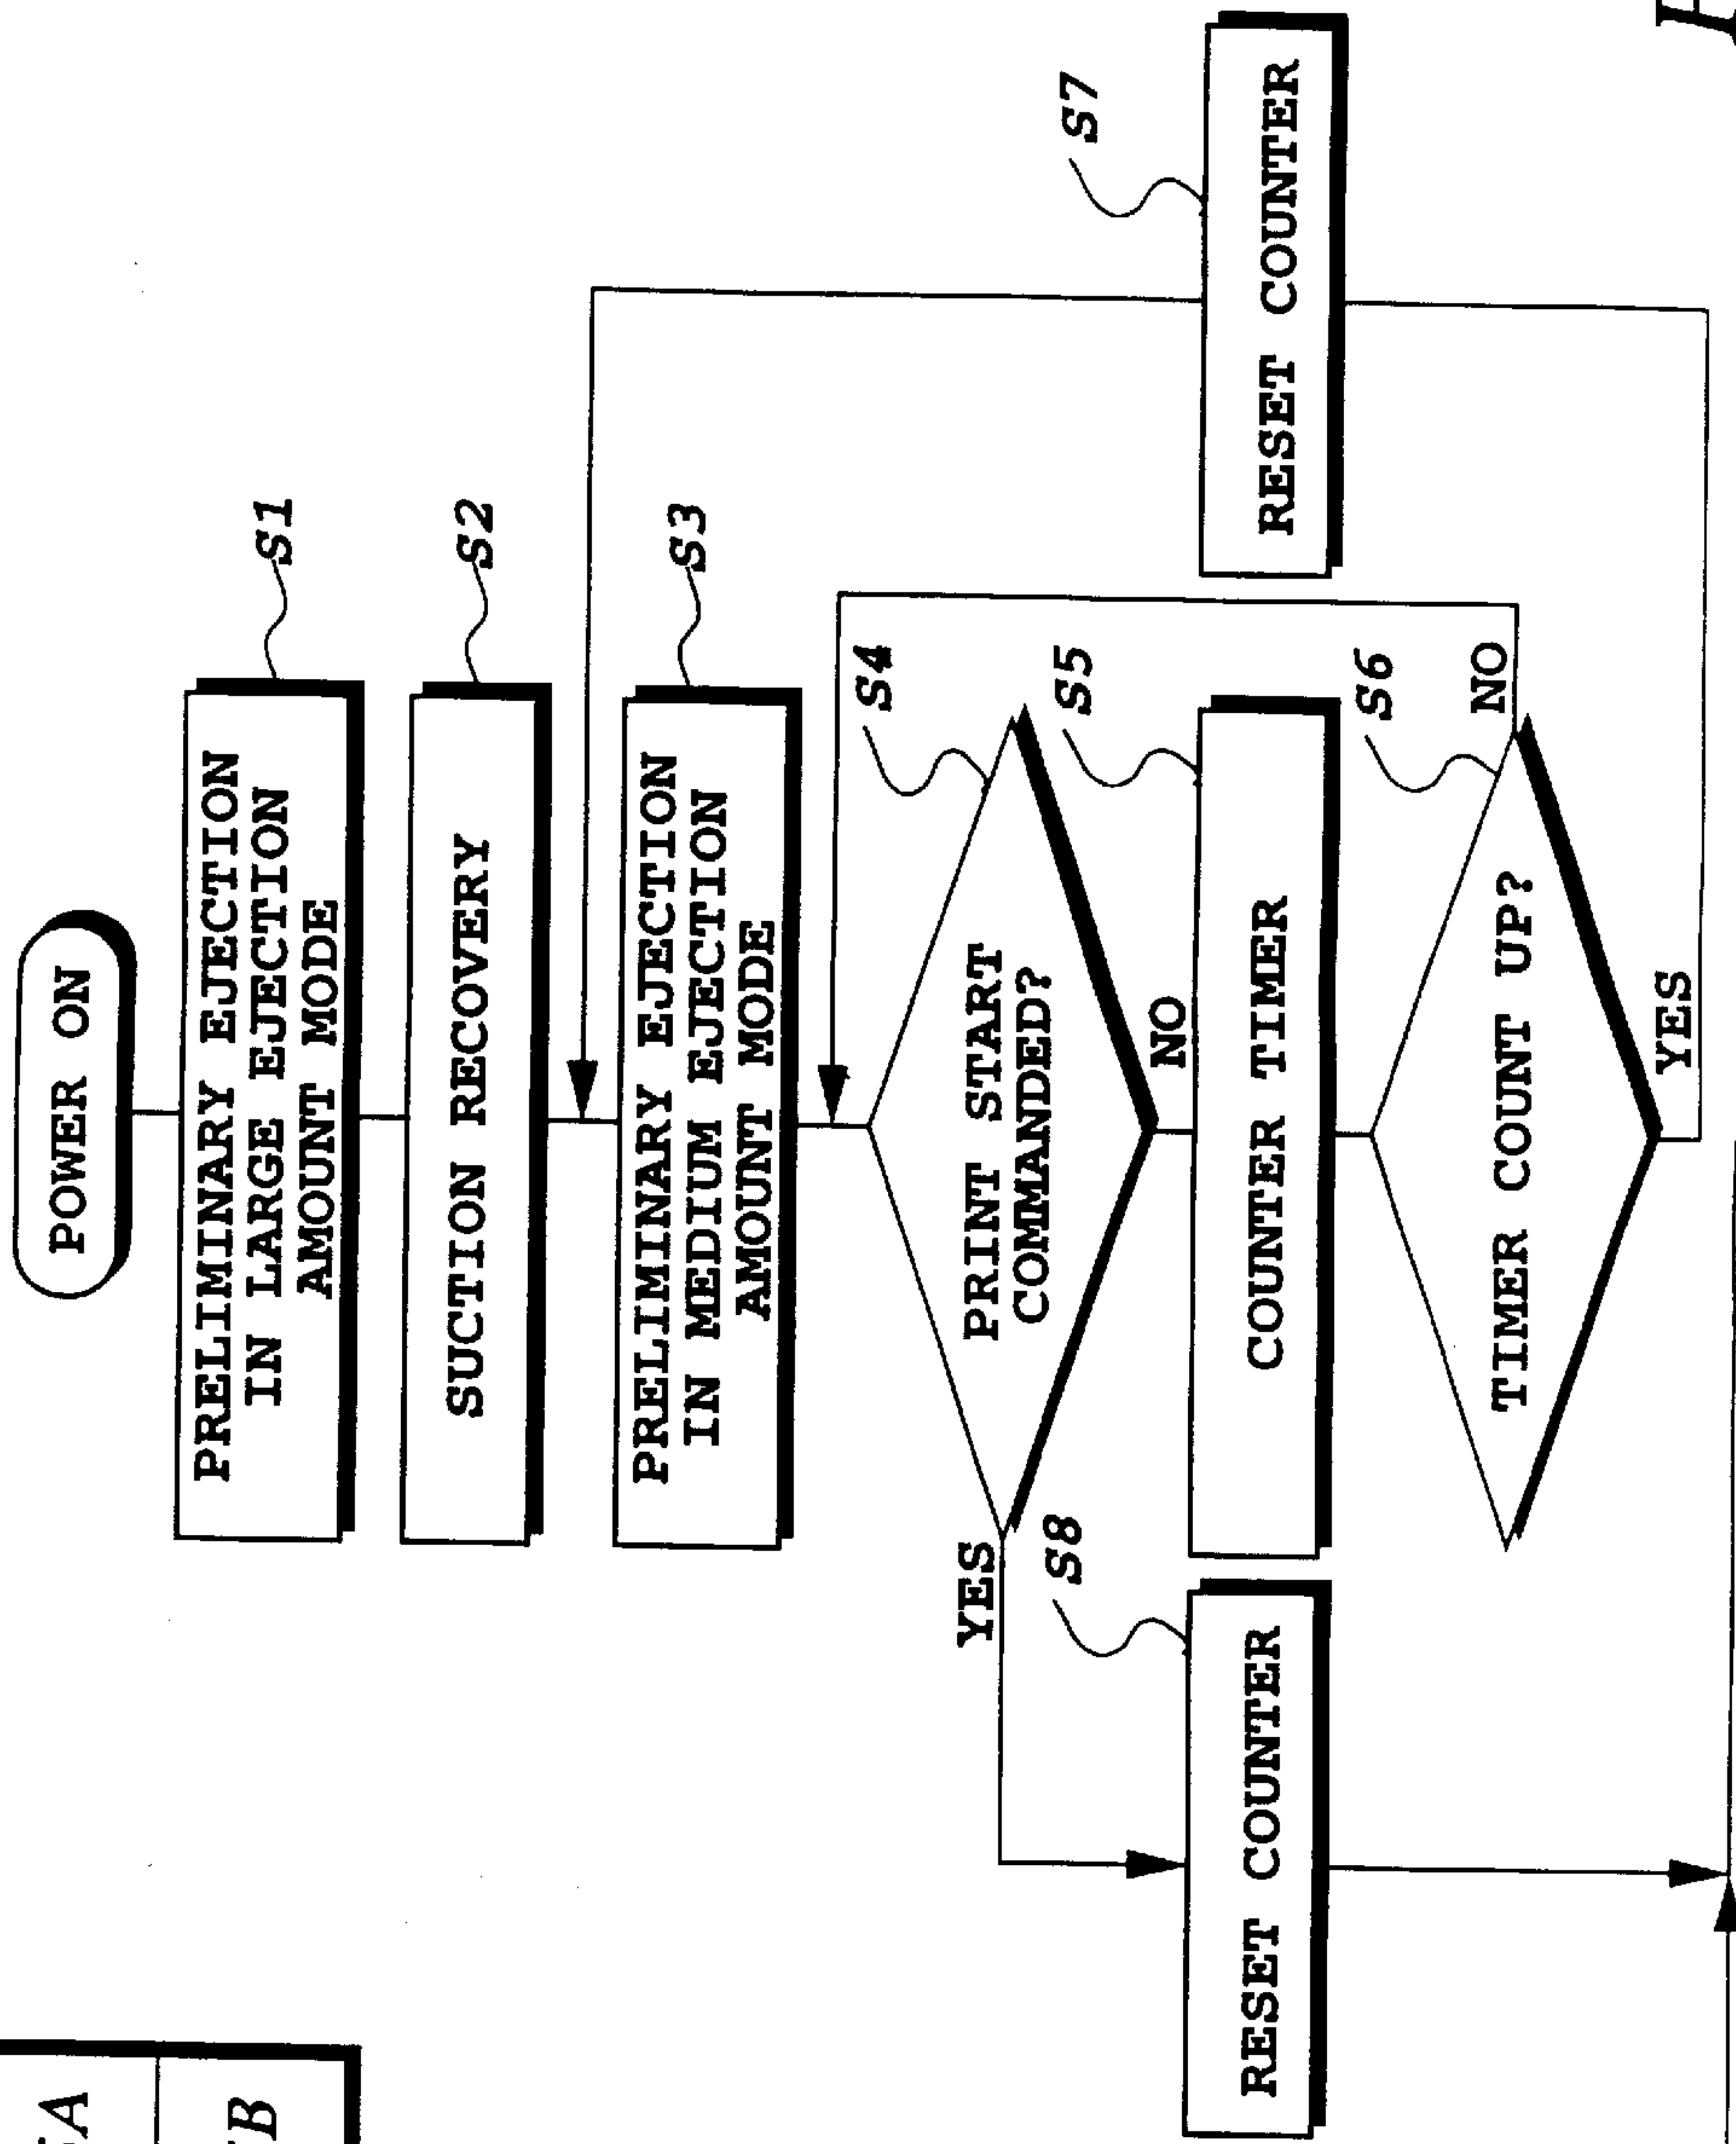 POWER ON
PRELIMINARY EJECTION
IN LARGE EJECTION
AMOUNT MODE
S1
SUCTION RECOVERY
S2
PRELIMINARY EJECTION
IN MEDIUM EJECTION
AMOUNT MODE
S3
PRINT START
COMMANDED?
S4
YES
NO
S8
RESET COUNTER
COUNTER TIMER
S5
S7
RESET COUNTER
TIMER COUNT UP?
S6
NO
YES